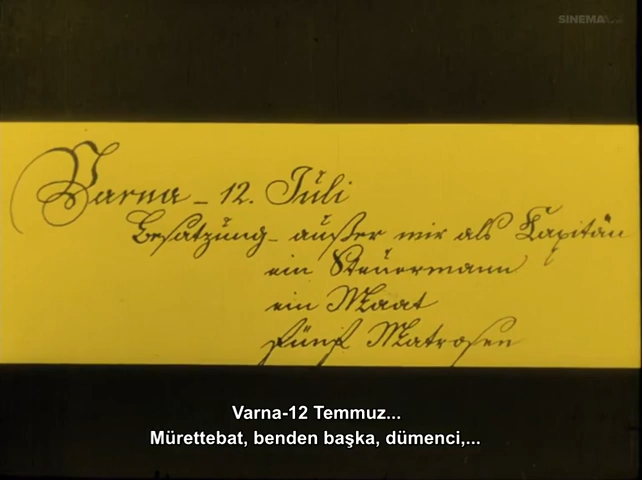 SINEMA
Varna – 12. Juli
Besatzung – außer mir als Kapitän
ein Steuermann
ein Maat
fünf Matrosen
Varna-12 Temmuz...
Mürettebat, benden başka, dümenci,...